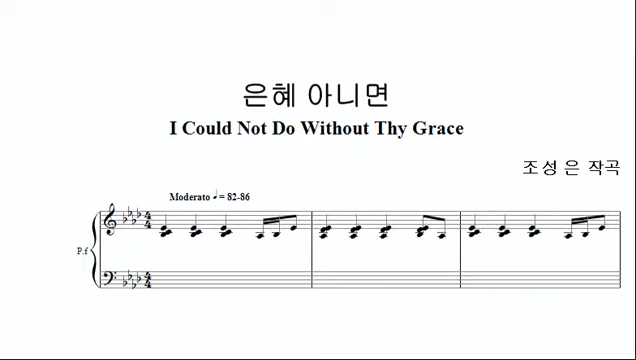 은혜 아니면
I Could Not Do Without Thy Grace
조 성 은 작곡
Moderato ♩ = 82-86
P.f